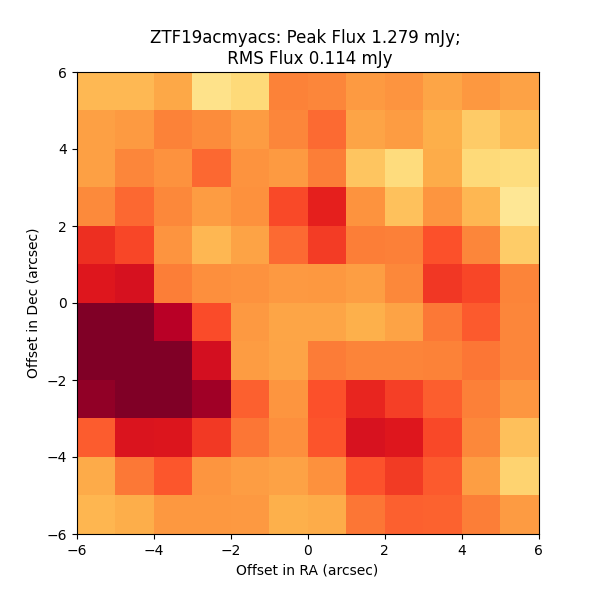 ZTF19acmyacs: Peak Flux 1.279 mJy;
RMS Flux 0.114 mJy
6
4
2
0
−2
−4
−6
Offset in Dec (arcsec)
−6 −4 −2 0 2 4 6
Offset in RA (arcsec)